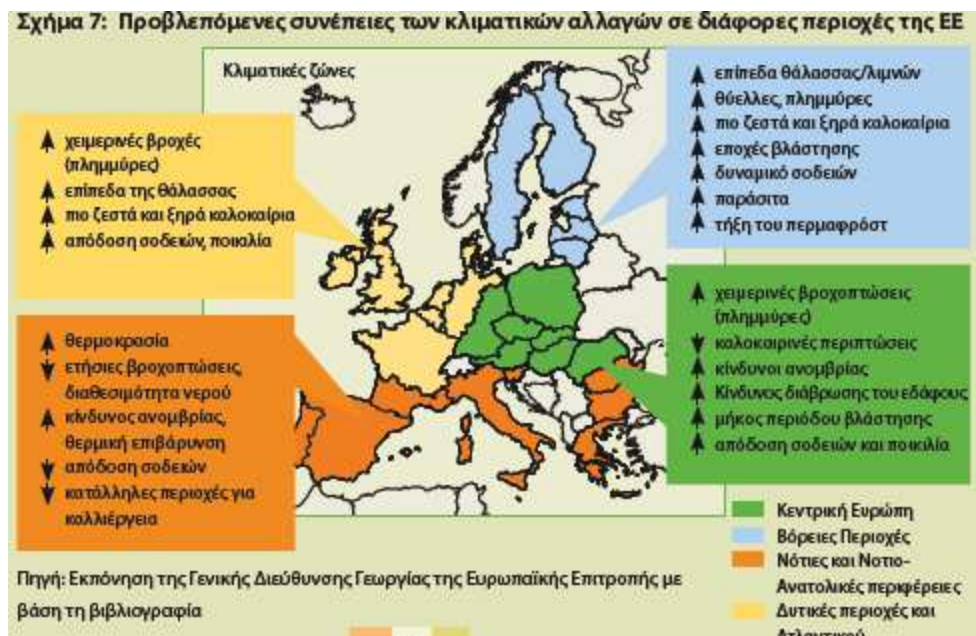 Σχήμα 7: Προβλεπόμενες συνέπειες των κλιματικών αλλαγών σε διάφορες περιοχές της ΕΕ
Κλιματικές ζώνες
χειμερινές βροχές
(πλημμύρες)
επίπεδα της θάλασσας
πιο ζεστά και ξηρά καλοκαίρια
απόδοση σοδειών, ποικιλία
επίπεδα θάλασσας/λιμνών
θύελλες, πλημμύρες
πιο ζεστά και ξηρά καλοκαίρια
εποχές βλάστησης
δυναμικό σοδειών
παράσιτα
τήξη του περμαφρόστ
θερμοκρασία
ετήσιες βροχοπτώσεις,
διαθεσιμότητα νερού
κίνδυνος ανομβρίας,
θερμική επιβάρυνση
απόδοση σοδειών
κατάλληλες περιοχές για
καλλιέργεια
χειμερινές βροχοπτώσεις
(πλημμύρες)
καλοκαιρινές περιπτώσεις
κίνδυνοι ανομβρίας
Κίνδυνος διάβρωσης του εδάφους
μήκος περιόδου βλάστησης
απόδοση σοδειών και ποικιλία
Κεντρική Ευρώπη
Βόρειες Περιοχές
Νότιες και Νοτιο-
Ανατολικές περιφέρειες
Δυτικές περιοχές και
Ατλαντικού
Πηγή: Εκπόνηση της Γενικής Διεύθυνσης Γεωργίας της Ευρωπαϊκής Επιτροπής με
βάση τη βιβλιογραφία